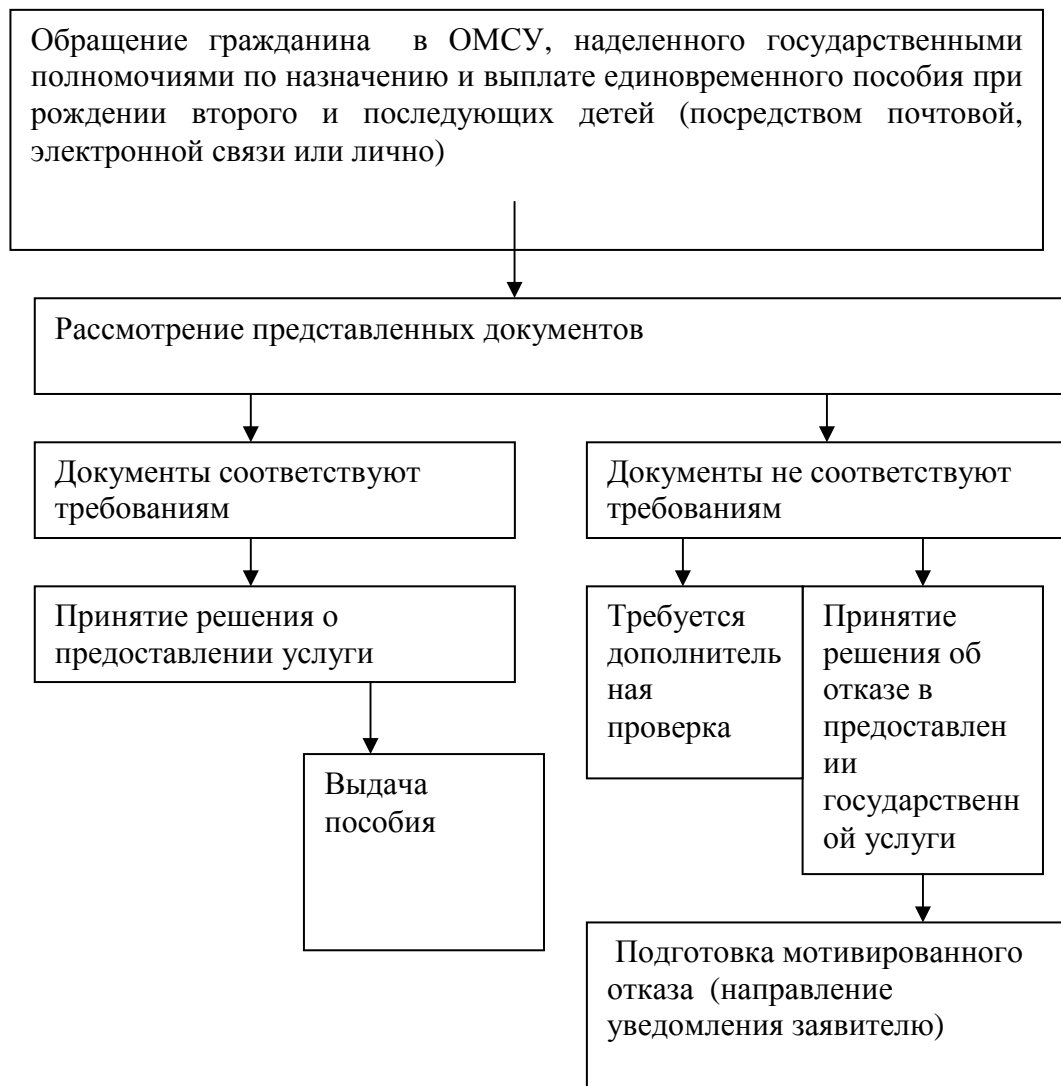 Обращение гражданина в ОМСУ, наделенного государственными
полномочиями по назначению и выплате единовременного пособия при
рождении второго и последующих детей (посредством почтовой,
электронной связи или лично)
Рассмотрение представленных документов
Документы соответствуют
требованиям
Документы не соответствуют
требованиям
Принятие решения о
предоставлении услуги
Требуется
дополнитель
ная
проверка
Принятие
решения об
отказе в
предоставлен
ии
государственн
ой услуги
Выдача
пособия
Подготовка мотивированного
отказа (направление
уведомления заявителю)